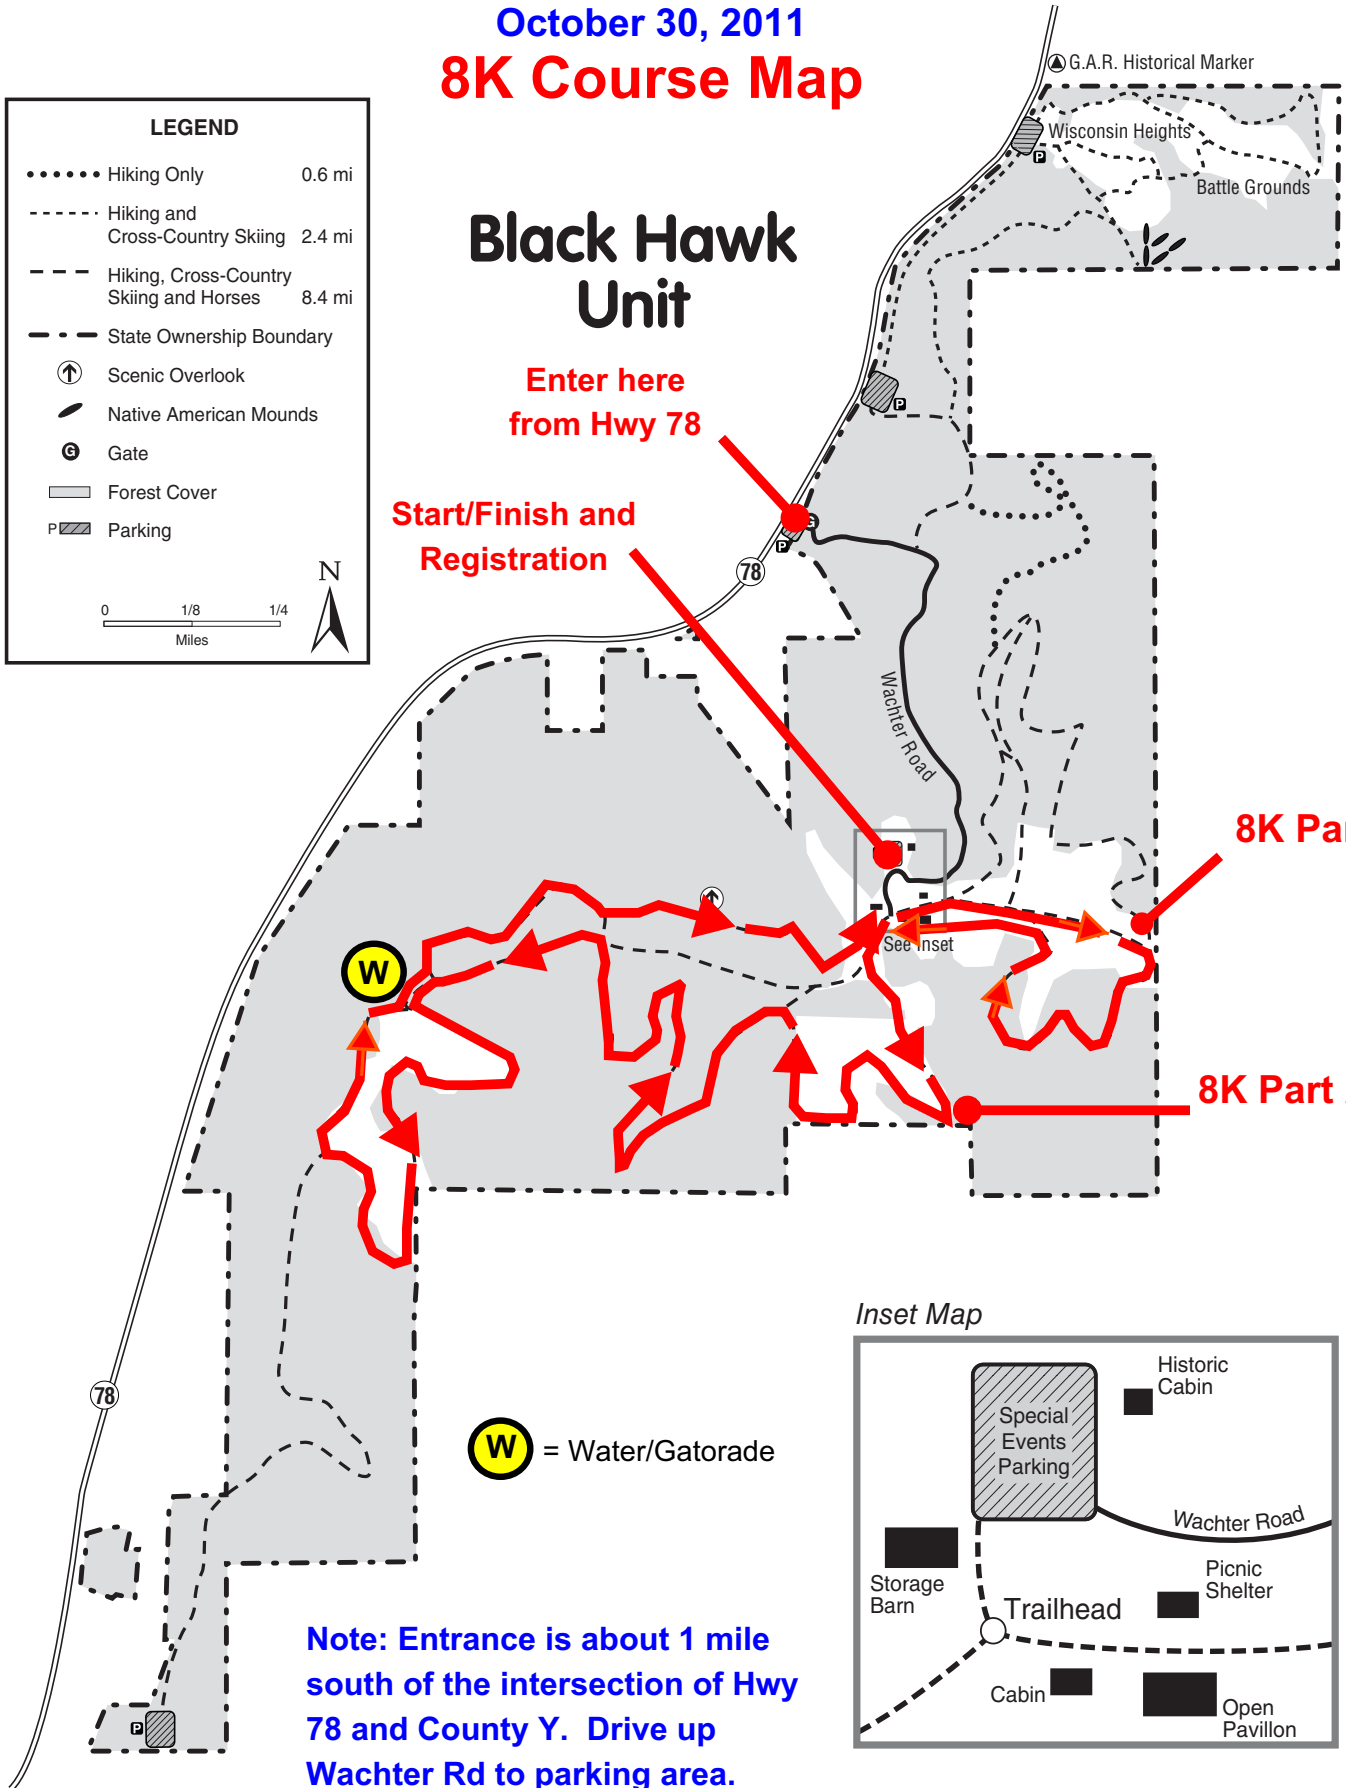 October 30, 2011
8K Course Map
G.A.R. Historical Marker
LEGEND
Hiking Only 0.6 mi
Hiking and
Cross-Country Skiing 2.4 mi
Hiking, Cross-Country
Skiing and Horses 8.4 mi
State Ownership Boundary
Scenic Overlook
Native American Mounds
G Gate
Forest Cover
P Parking
N
0 1/8 1/4
Miles
Wisconsin Heights
P
Battle Grounds
Black Hawk
Unit
Enter here
from Hwy 78
P
Start/Finish and
Registration
G
P
78
Wachter Road
8K Par
W
See Inset
8K Part
Inset Map
Historic
Cabin
Special
Events
Parking
Wachter Road
Storage
Barn
Picnic
Shelter
Trailhead
Cabin
Open
Pavillon
78
W = Water/Gatorade
P
Note: Entrance is about 1 mile
south of the intersection of Hwy
78 and County Y. Drive up
Wachter Rd to parking area.